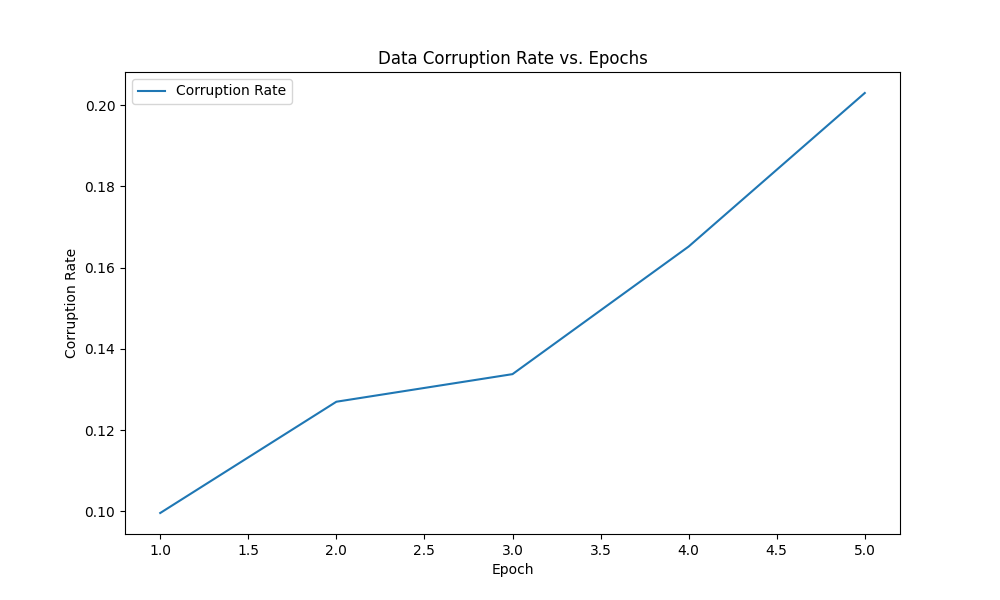 Data Corruption Rate vs. Epochs
Corruption Rate
0.20
0.18
0.16
0.14
0.12
0.10
Corruption Rate
1.0 1.5 2.0 2.5 3.0 3.5 4.0 4.5 5.0
Epoch